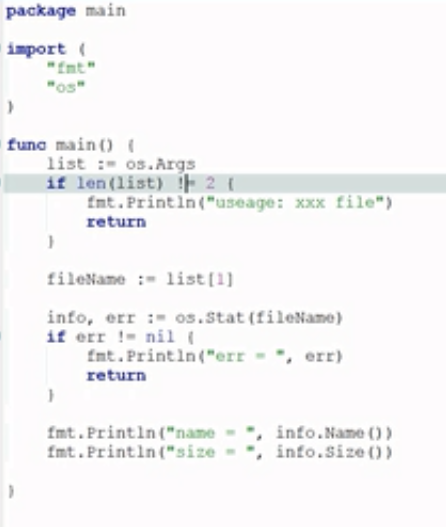 package main
import (
"fmt"
"os"
)
func main() {
list := os.Args
if len(list) != 2 {
fmt.Println("useage: xxx file")
return
}
fileName := list[1]
info, err := os.Stat(fileName)
if err != nil {
fmt.Println("err = ", err)
return
}
fmt.Println("name = ", info.Name())
fmt.Println("size = ", info.Size())
}